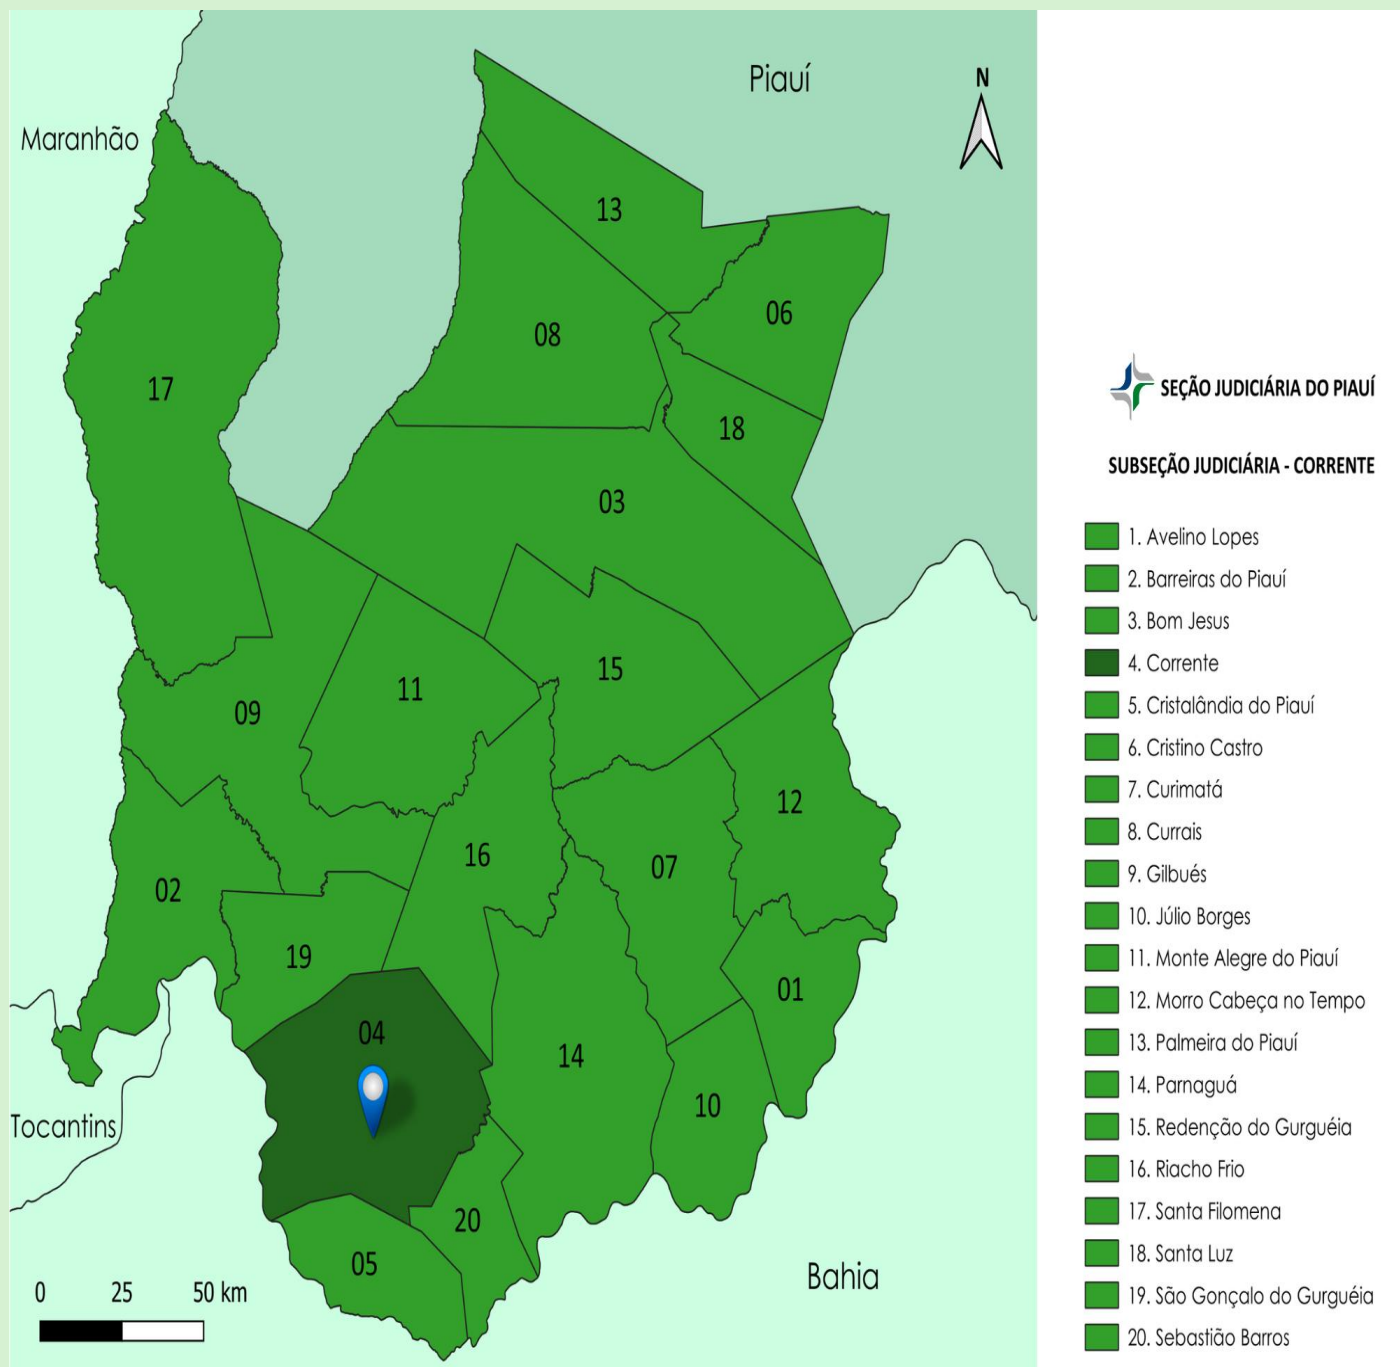 Piauí
N
Maranhão
13
06
08
17
18
03
15
11
09
12
16
07
02
19
01
04
14
10
Tocantins
20
05
Bahia
0 25 50 km
SEÇÃO JUDICIÁRIA DO PIAUÍ
SUBSEÇÃO JUDICIÁRIA - CORRENTE
1. Avelino Lopes
2. Barreiras do Piauí
3. Bom Jesus
4. Corrente
5. Cristalândia do Piauí
6. Cristino Castro
7. Curimatá
8. Currais
9. Gilbués
10. Júlio Borges
11. Monte Alegre do Piauí
12. Morro Cabeça no Tempo
13. Palmeira do Piauí
14. Parnaguá
15. Redenção do Gurguéia
16. Riacho Frio
17. Santa Filomena
18. Santa Luz
19. São Gonçalo do Gurguéia
20. Sebastião Barros